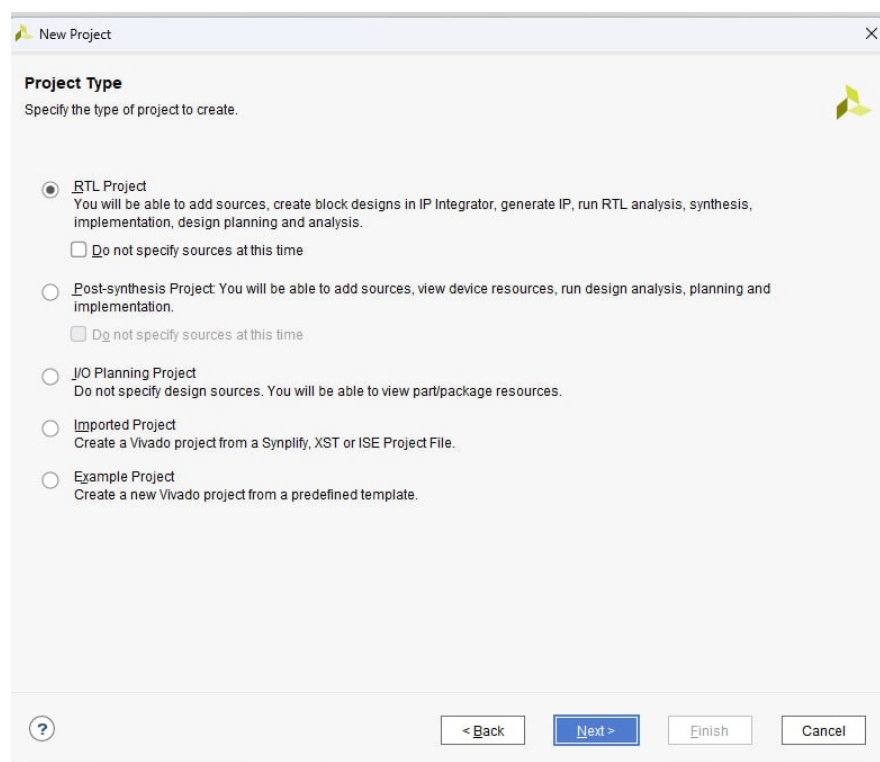 New Project
Project Type
Specify the type of project to create.
RTL Project
You will be able to add sources, create block designs in IP Integrator, generate IP, run RTL analysis, synthesis,
implementation, design planning and analysis.
Do not specify sources at this time
Post-synthesis Project: You will be able to add sources, view device resources, run design analysis, planning and
implementation.
Do not specify sources at this time
I/O Planning Project
Do not specify design sources. You will be able to view part/package resources.
Imported Project
Create a Vivado project from a Synplify, XST or ISE Project File.
Example Project
Create a new Vivado project from a predefined template.
? < Back Next > Finish Cancel